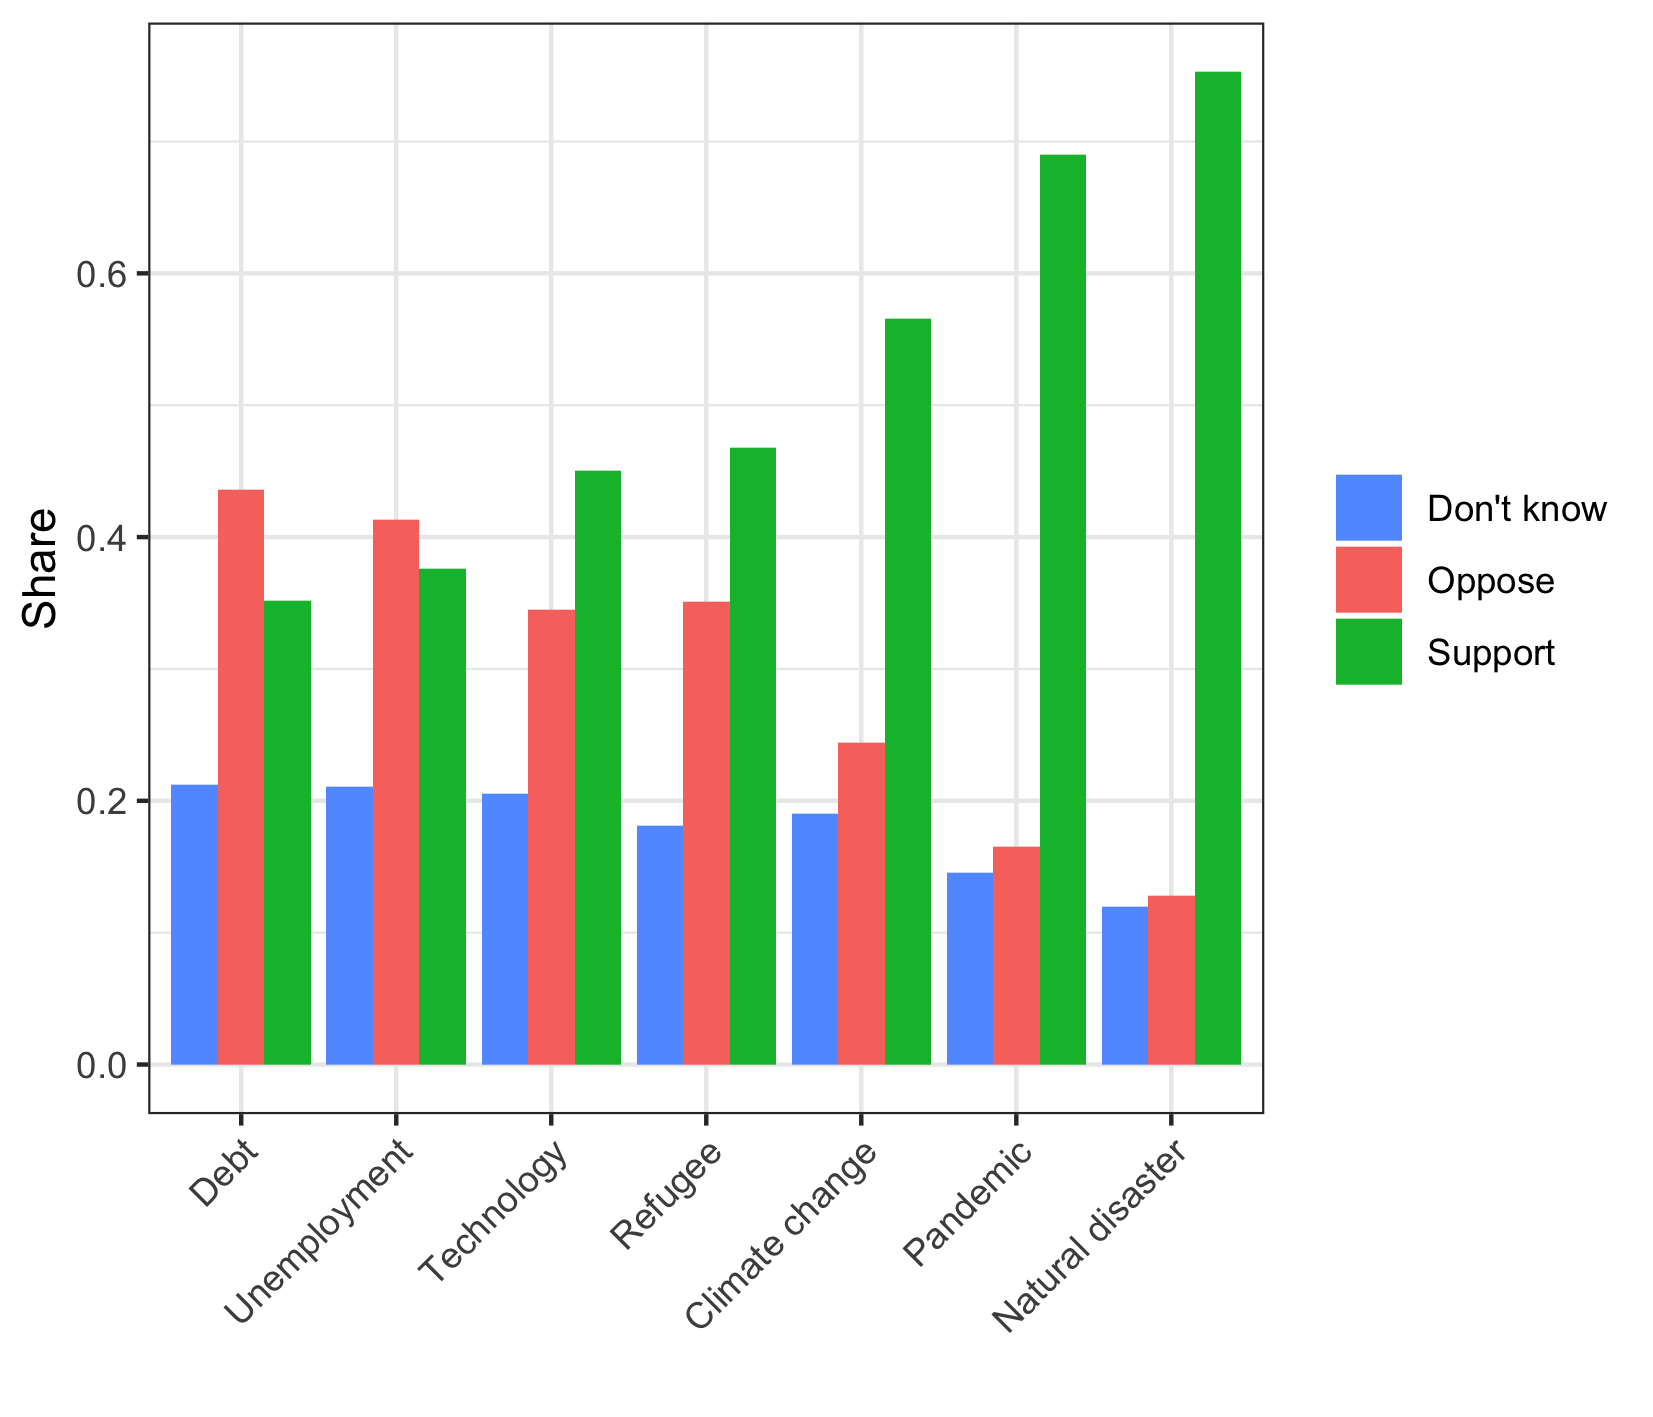 Share
0.6
0.4
0.2
0.0
Debt
Unemployment
Technology
Refugee
Climate change
Pandemic
Natural disaster
Don't know
Oppose
Support